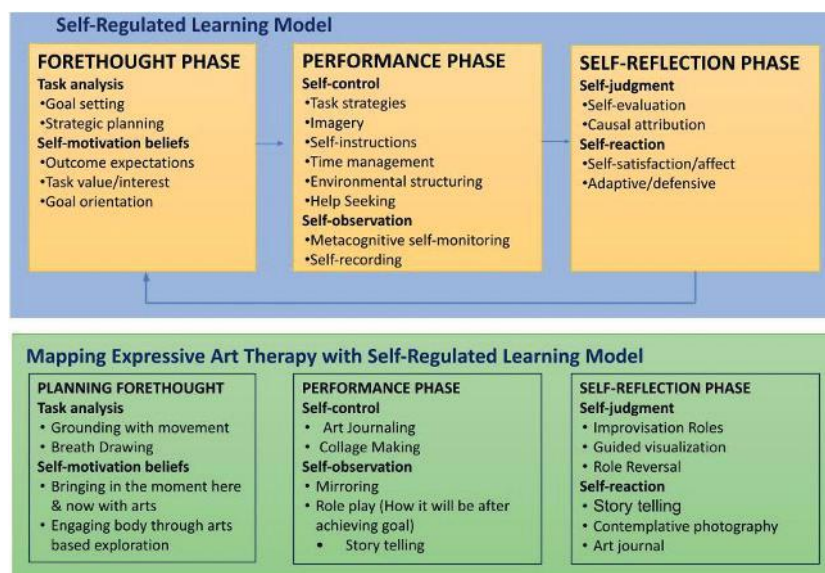 Self-Regulated Learning Model
FORETHOUGHT PHASE
Task analysis
•Goal setting
•Strategic planning
Self-motivation beliefs
•Outcome expectations
•Task value/interest
•Goal orientation
PERFORMANCE PHASE
Self-control
•Task strategies
•Imagery
•Self-instructions
•Time management
•Environmental structuring
•Help Seeking
Self-observation
•Metacognitive self-monitoring
•Self-recording
SELF-REFLECTION PHASE
Self-judgment
•Self-evaluation
•Causal attribution
Self-reaction
•Self-satisfaction/affect
•Adaptive/defensive
Mapping Expressive Art Therapy with Self-Regulated Learning Model
PLANNING FORETHOUGHT
Task analysis
• Grounding with movement
• Breath Drawing
Self-motivation beliefs
• Bringing in the moment here
& now with arts
• Engaging body through arts
based exploration
PERFORMANCE PHASE
Self-control
• Art Journaling
• Collage Making
Self-observation
• Mirroring
• Role play (How it will be after
achieving goal)
• Story telling
SELF-REFLECTION PHASE
Self-judgment
• Improvisation Roles
• Guided visualization
• Role Reversal
Self-reaction
• Story telling
• Contemplative photography
• Art journal